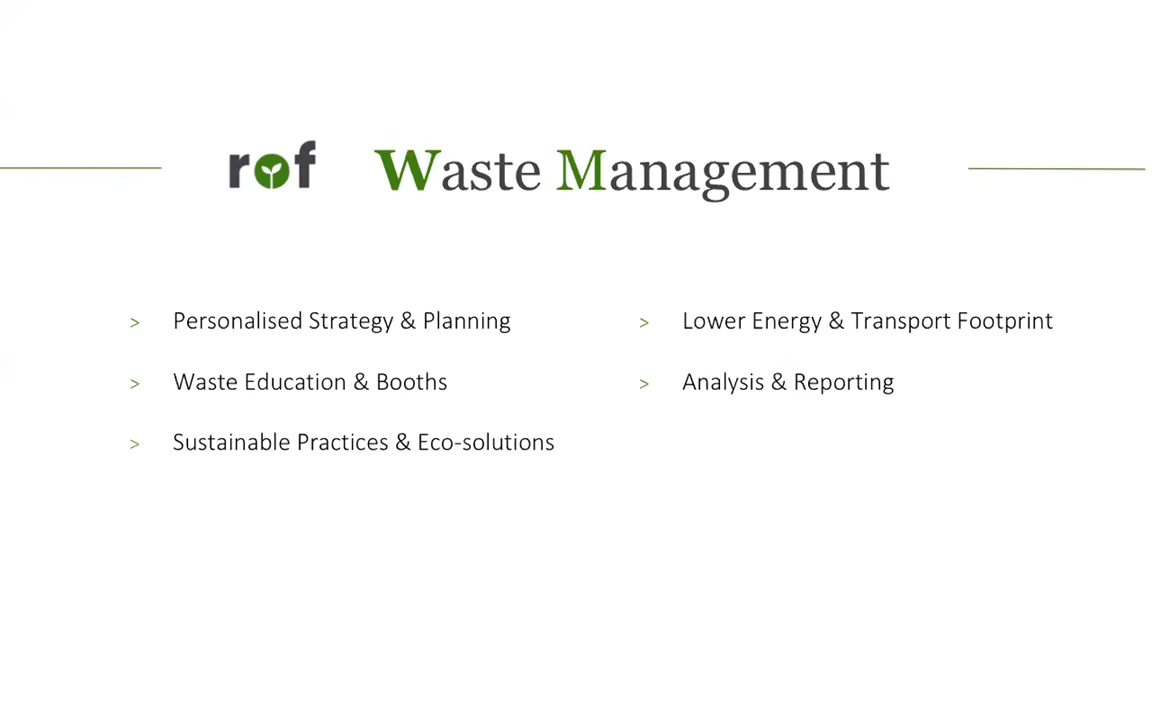 rof Waste Management
> Personalised Strategy & Planning
> Waste Education & Booths
> Sustainable Practices & Eco-solutions
> Lower Energy & Transport Footprint
> Analysis & Reporting